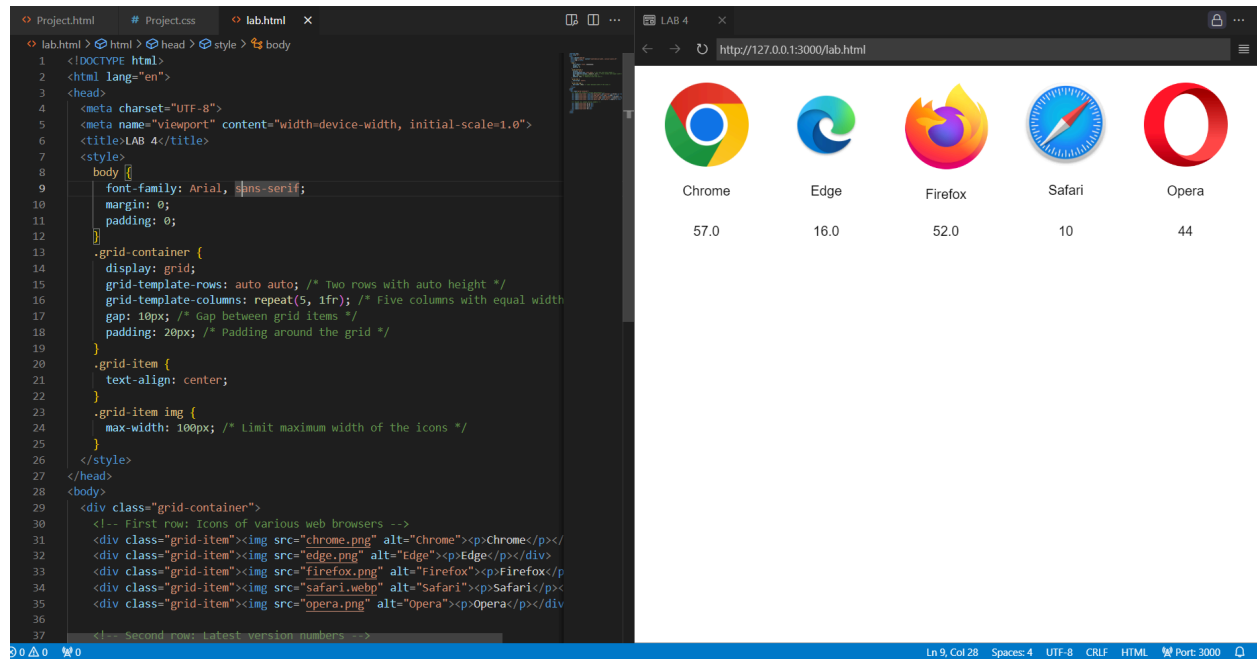 Project.html # Project.css lab.html ×
lab.html > html > head > style > body
1 <!DOCTYPE html>
2 <html lang="en">
3 <head>
4 <meta charset="UTF-8">
5 <meta name="viewport" content="width=device-width, initial-scale=1.0">
6 <title>LAB 4</title>
7 <style>
8 body {
9 font-family: Arial, sans-serif;
10 margin: 0;
11 padding: 0;
12 }
13 .grid-container {
14 display: grid;
15 grid-template-rows: auto auto; /* Two rows with auto height */
16 grid-template-columns: repeat(5, 1fr); /* Five columns with equal width
17 gap: 10px; /* Gap between grid items */
18 padding: 20px; /* Padding around the grid */
19 }
20 .grid-item {
21 text-align: center;
22 }
23 .grid-item img {
24 max-width: 100px; /* Limit maximum width of the icons */
25 }
26 </style>
27 </head>
28 <body>
29 <div class="grid-container">
30 <!-- First row: Icons of various web browsers -->
31 <div class="grid-item"><img src="chrome.png" alt="Chrome"><p>Chrome</p></
32 <div class="grid-item"><img src="edge.png" alt="Edge"><p>Edge</p></div>
33 <div class="grid-item"><img src="firefox.png" alt="Firefox"><p>Firefox</p
34 <div class="grid-item"><img src="safari.webp" alt="Safari"><p>Safari</p><
35 <div class="grid-item"><img src="opera.png" alt="Opera"><p>Opera</p></div
36
37 <!-- Second row: Latest version numbers -->
LAB 4 ×
http://127.0.0.1:3000/lab.html
Chrome Edge Firefox Safari Opera
57.0 16.0 52.0 10 44
0 0 0 Ln 9, Col 28 Spaces: 4 UTF-8 CRLF HTML Port: 3000